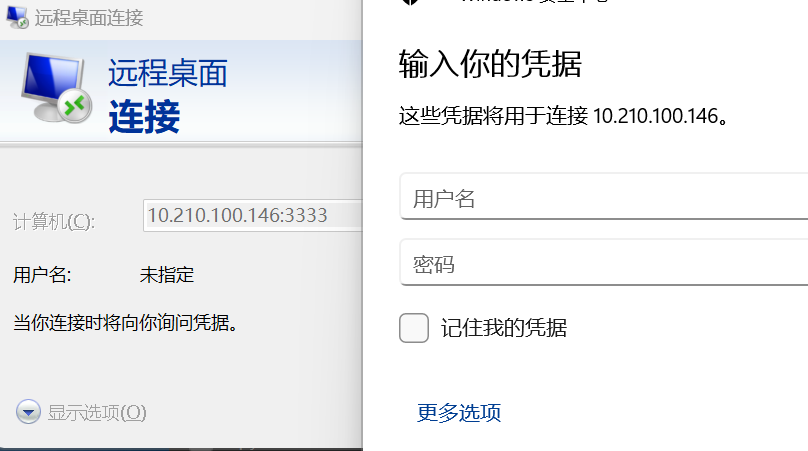 远程桌面连接
远程桌面
连接
计算机(C):
10.210.100.146:3333
用户名:
未指定
当你连接时将向你询问凭据。
显示选项(O)
输入你的凭据
这些凭据将用于连接 10.210.100.146。
用户名
密码
记住我的凭据
更多选项